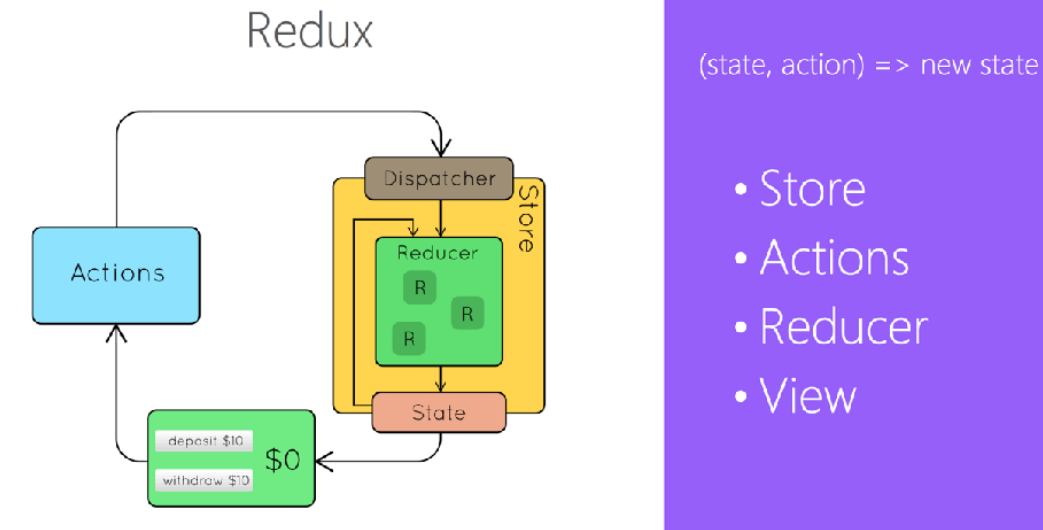 Redux
Dispatcher
Store
Reducer
R
R
R
State
Actions
deposit $10
withdraw $10
$0
(state, action) => new state
• Store
• Actions
• Reducer
• View